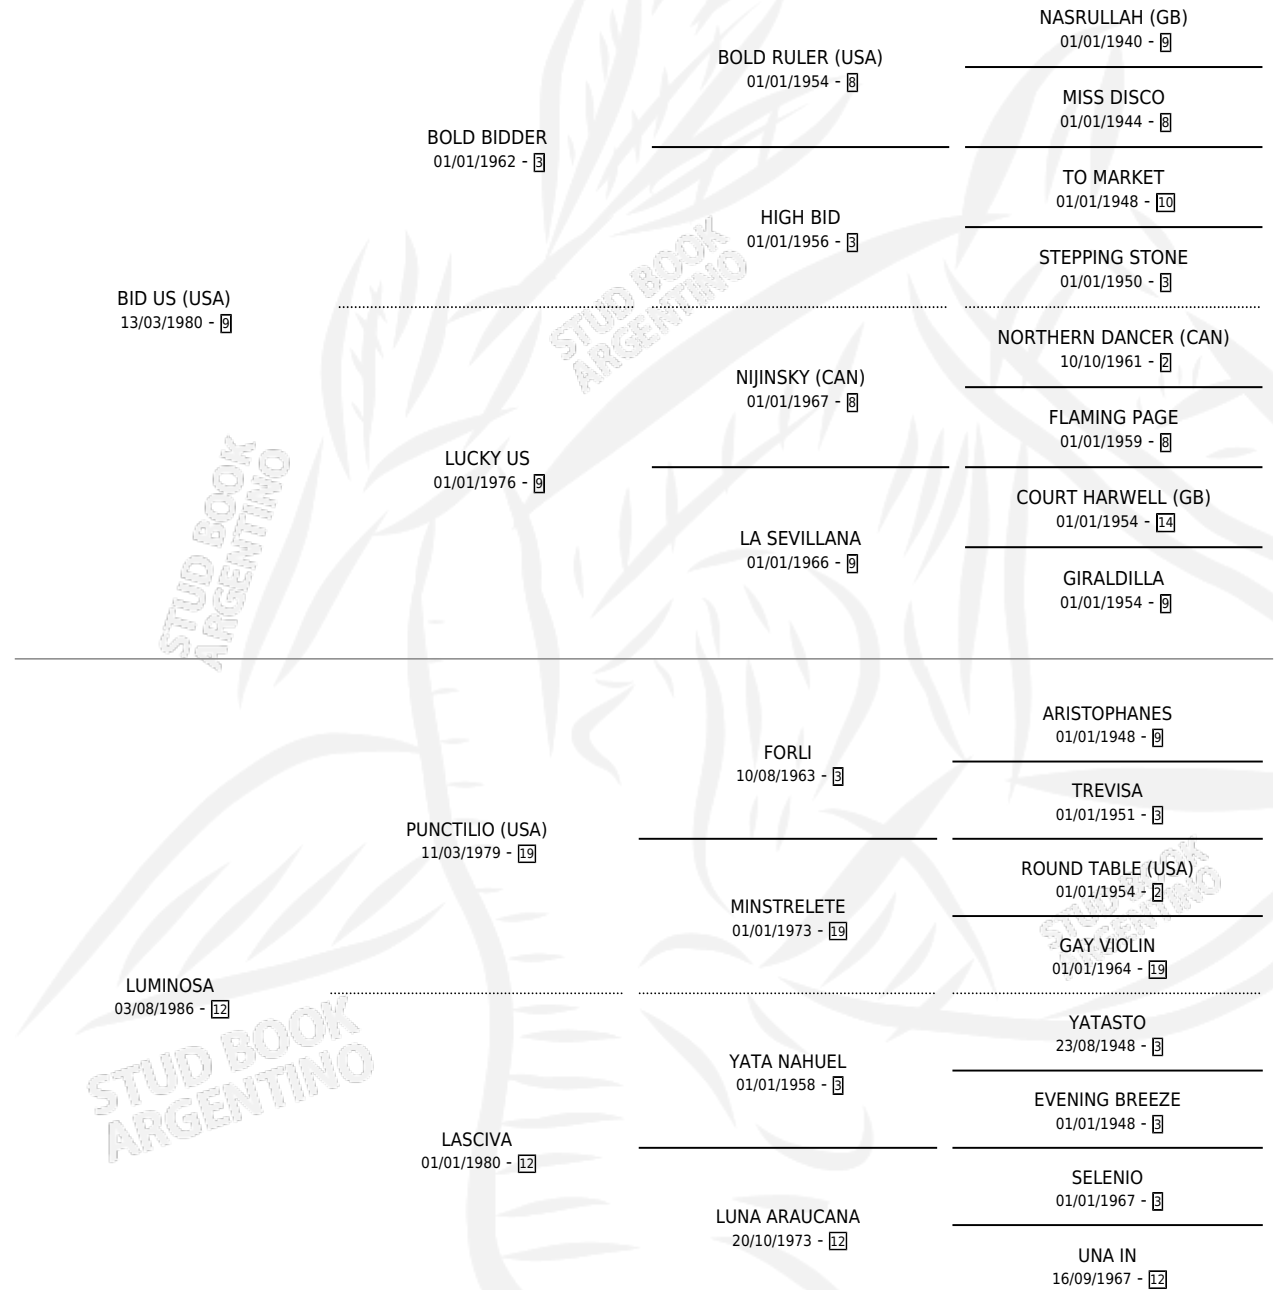 NASRULLAH (GB)
01/01/1940 - 9
BOLD RULER (USA)
01/01/1954 - 8
MISS DISCO
01/01/1944 - 8
BOLD BIDDER
01/01/1962 - 3
TO MARKET
01/01/1948 - 10
HIGH BID
01/01/1956 - 3
STEPPING STONE
01/01/1950 - 3
BID US (USA)
13/03/1980 - 9
NORTHERN DANCER (CAN)
10/10/1961 - 2
NIJINSKY (CAN)
01/01/1967 - 8
FLAMING PAGE
01/01/1959 - 8
LUCKY US
01/01/1976 - 9
COURT HARWELL (GB)
01/01/1954 - 14
LA SEVILLANA
01/01/1966 - 9
GIRALDILLA
01/01/1954 - 9
ARISTOPHANES
01/01/1948 - 9
FORLI
10/08/1963 - 3
TREVISA
01/01/1951 - 3
PUNCTILIO (USA)
11/03/1979 - 19
ROUND TABLE (USA)
01/01/1954 - 2
MINSTRELETE
01/01/1973 - 19
GAY VIOLIN
01/01/1964 - 19
LUMINOSA
03/08/1986 - 12
YATASTO
23/08/1948 - 3
YATA NAHUEL
01/01/1958 - 3
EVENING BREEZE
01/01/1948 - 3
LASCIVA
01/01/1980 - 12
SELENIO
01/01/1967 - 3
LUNA ARAUCANA
20/10/1973 - 12
UNA IN
16/09/1967 - 12
STUD BOOK
ARGENTINO
STUD BOOK
ARGENTINO
STUD BOOK
ARGENTINO
STUD BOOK
ARGENTINO